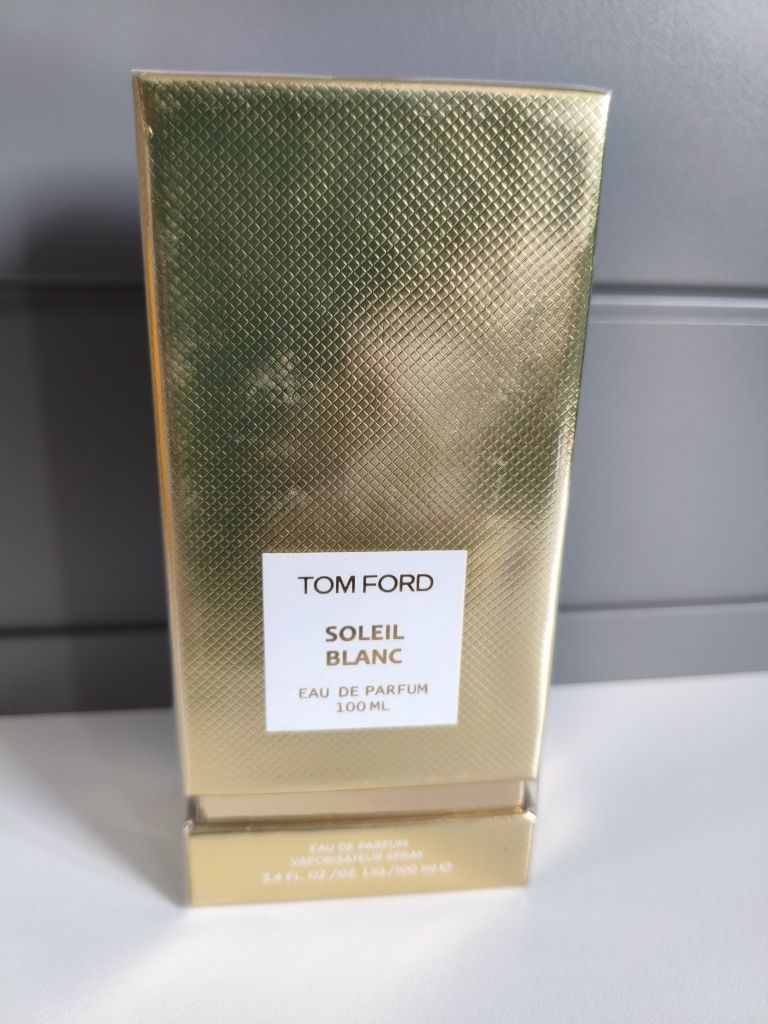 TOM FORD
SOLEIL
BLANC
EAU DE PARFUM
100 ML
EAU DE PARFUM
VAPORISATEUR SPRAY
3.4 FL. OZ./OZ. LIQ./100 ml ℮